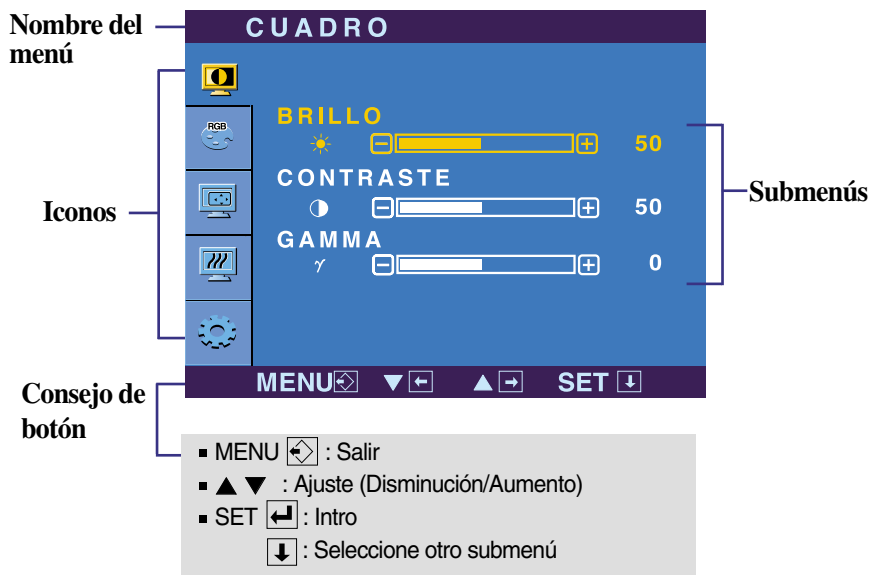 Nombre del
menú
CUADRO
RGB
BRILLO
50
CONTRASTE
50
GAMMA
γ
0
Iconos
Submenús
MENU
SET
Consejo de
botón
MENU : Salir
▲ ▼ : Ajuste (Disminución/Aumento)
SET : Intro
: Seleccione otro submenú